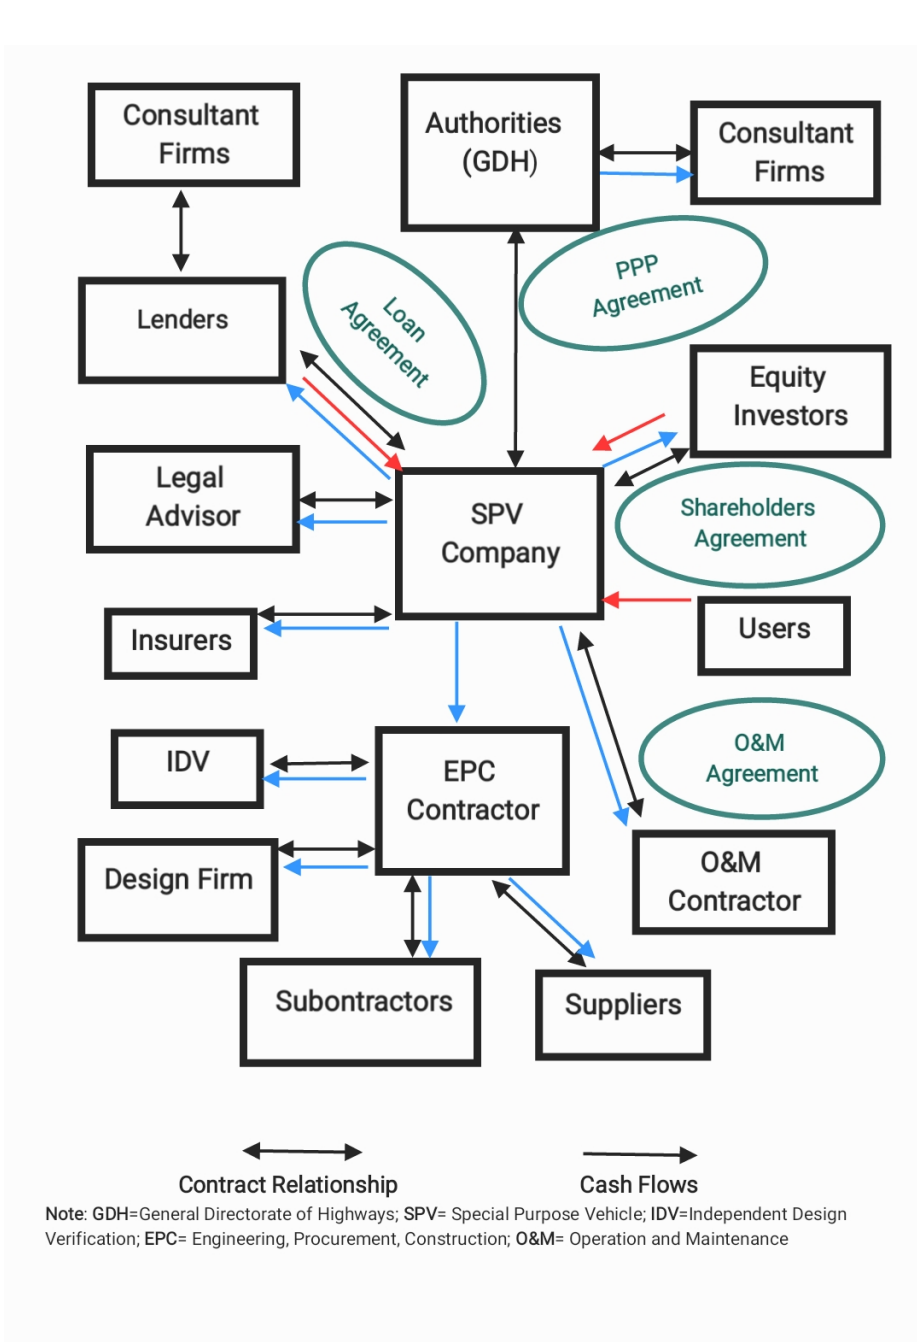 Consultant
Firms
Authorities
(GDH)
Consultant
Firms
Lenders
Loan
Agreement
PPP
Agreement
Equity
Investors
Legal
Advisor
SPV
Company
Shareholders
Agreement
Insurers
Users
IDV
EPC
Contractor
O&M
Agreement
Design Firm
O&M
Contractor
Subontractors
Suppliers
Contract Relationship
Cash Flows
Note: GDH=General Directorate of Highways; SPV= Special Purpose Vehicle; IDV=Independent Design
Verification; EPC= Engineering, Procurement, Construction; O&M= Operation and Maintenance